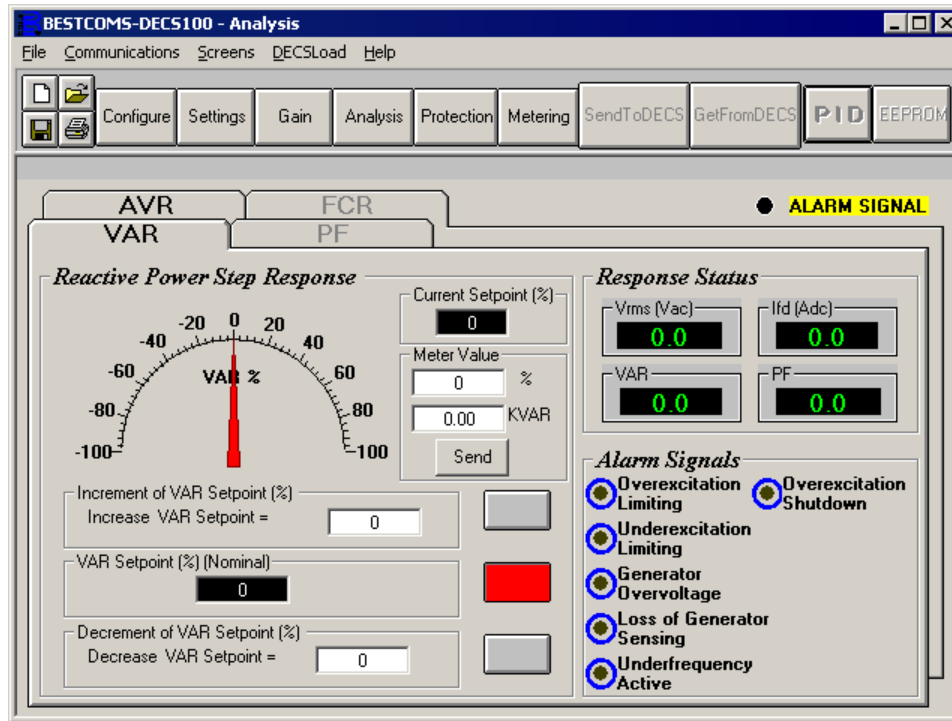 BESTCOMS-DECS100 - Analysis
File Communications Screens DECSLoad Help
Configure Settings Gain Analysis Protection Metering SendToDECS GetFromDECS PID EEPROM
AVR FCR
ALARM SIGNAL
VAR PF
Reactive Power Step Response
-100 -80 -60 -40 -20 0 20 40 60 80 100
VAR %
Current Setpoint (%)
0
Meter Value
0 %
0.00 KVAR
Send
Increment of VAR Setpoint (%)
Increase VAR Setpoint = 0
VAR Setpoint (%) (Nominal)
0
Decrement of VAR Setpoint (%)
Decrease VAR Setpoint = 0
Response Status
Vrms (Vac) Ifd (Adc)
0.0 0.0
VAR PF
0.0 0.0
Alarm Signals
Overexcitation
Limiting
Overexcitation
Shutdown
Underexcitation
Limiting
Generator
Overvoltage
Loss of Generator
Sensing
Underfrequency
Active